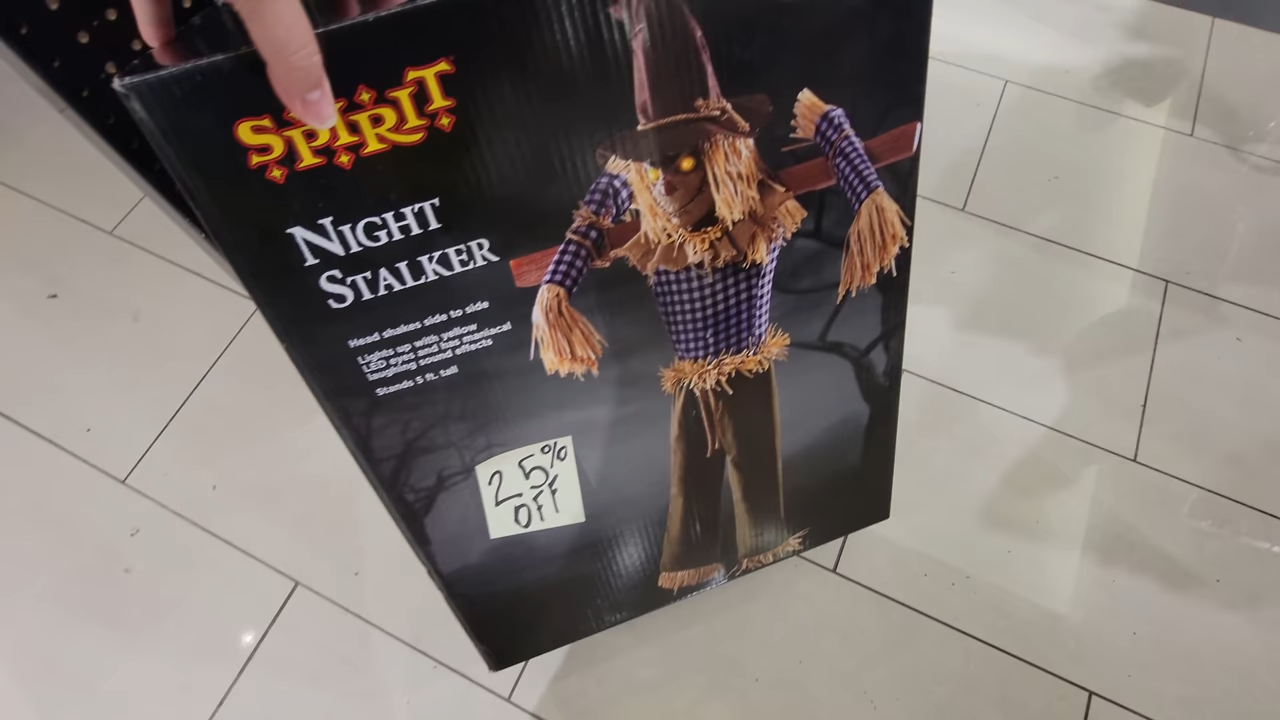 SPIRIT
NIGHT
STALKER
Head shakes side to side
Lights up with yellow
LED eyes and has maniacal
laughing sound effects
Stands 5 ft. tall
25%
OFF